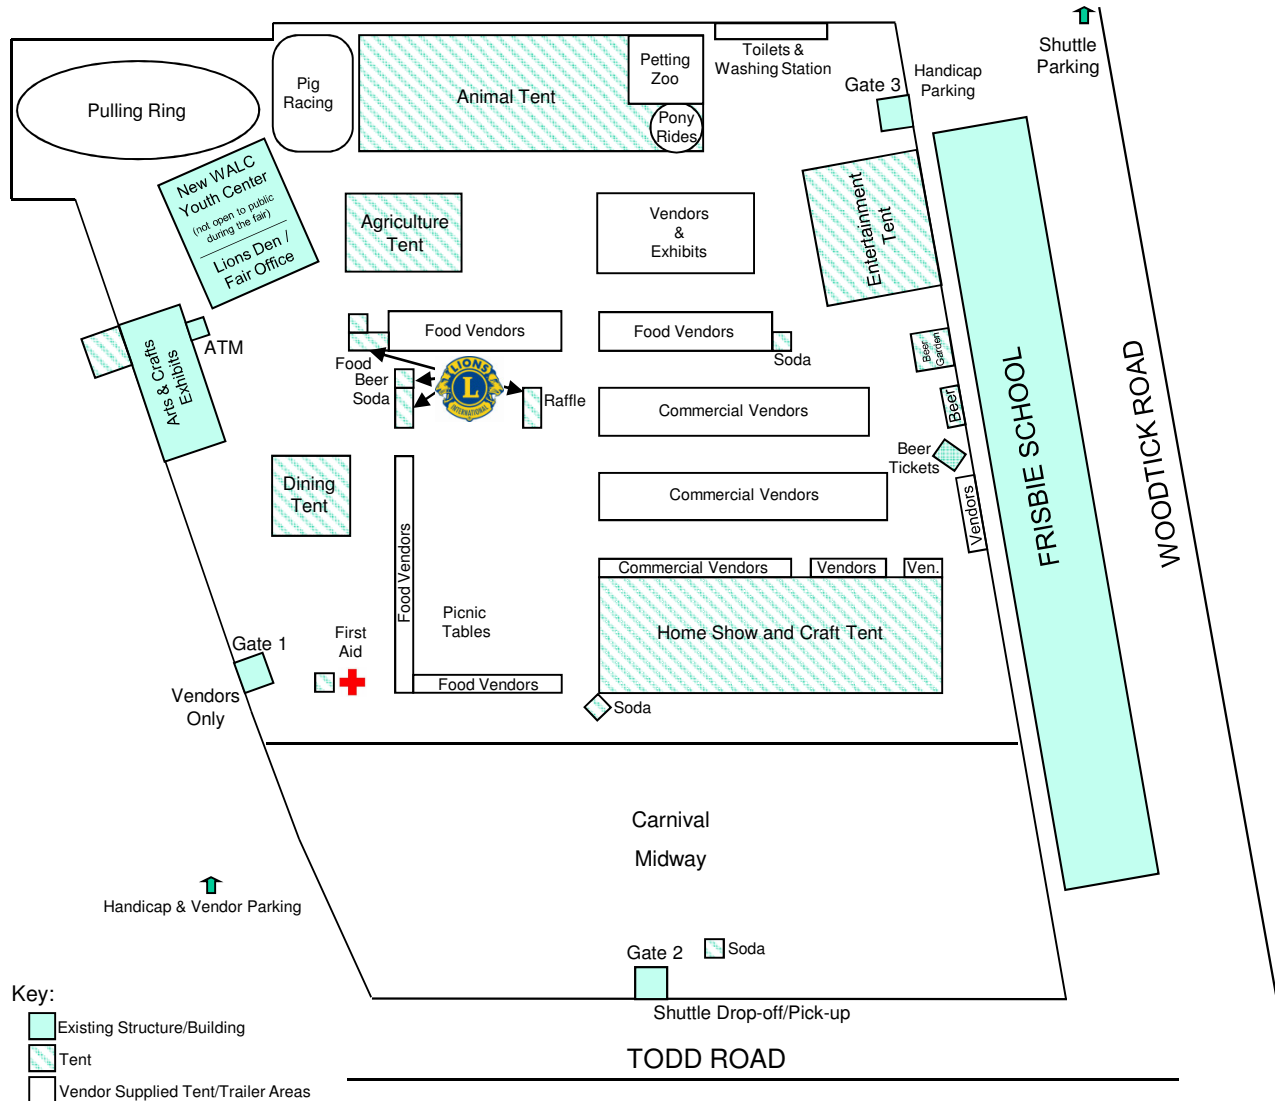 Shuttle
Parking
Toilets &
Washing Station
Petting
Zoo
Handicap
Parking
Gate 3
Pig
Racing
Animal Tent
Pulling Ring
Pony
Rides
New WALC
Youth Center
(not open to public
during the fair)
Lions Den /
Fair Office
Agriculture
Tent
Vendors
&
Exhibits
Entertainment
Tent
Food Vendors
Food Vendors
Soda
ATM
Arts & Crafts
Exhibits
Food
Beer
Soda
LIONS
L
INTERNATIONAL
Raffle
Commercial Vendors
Beer
Garden
Beer
Beer
Tickets
Vendors
FRISBIE SCHOOL
WOODTICK ROAD
Dining
Tent
Food Vendors
Commercial Vendors
Commercial Vendors
Vendors
Ven.
Home Show and Craft Tent
Picnic
Tables
First
Aid
Gate 1
Vendors
Only
Food Vendors
Soda
Carnival
Midway
Handicap & Vendor Parking
Gate 2
Soda
Shuttle Drop-off/Pick-up
TODD ROAD
Key:
Existing Structure/Building
Tent
Vendor Supplied Tent/Trailer Areas